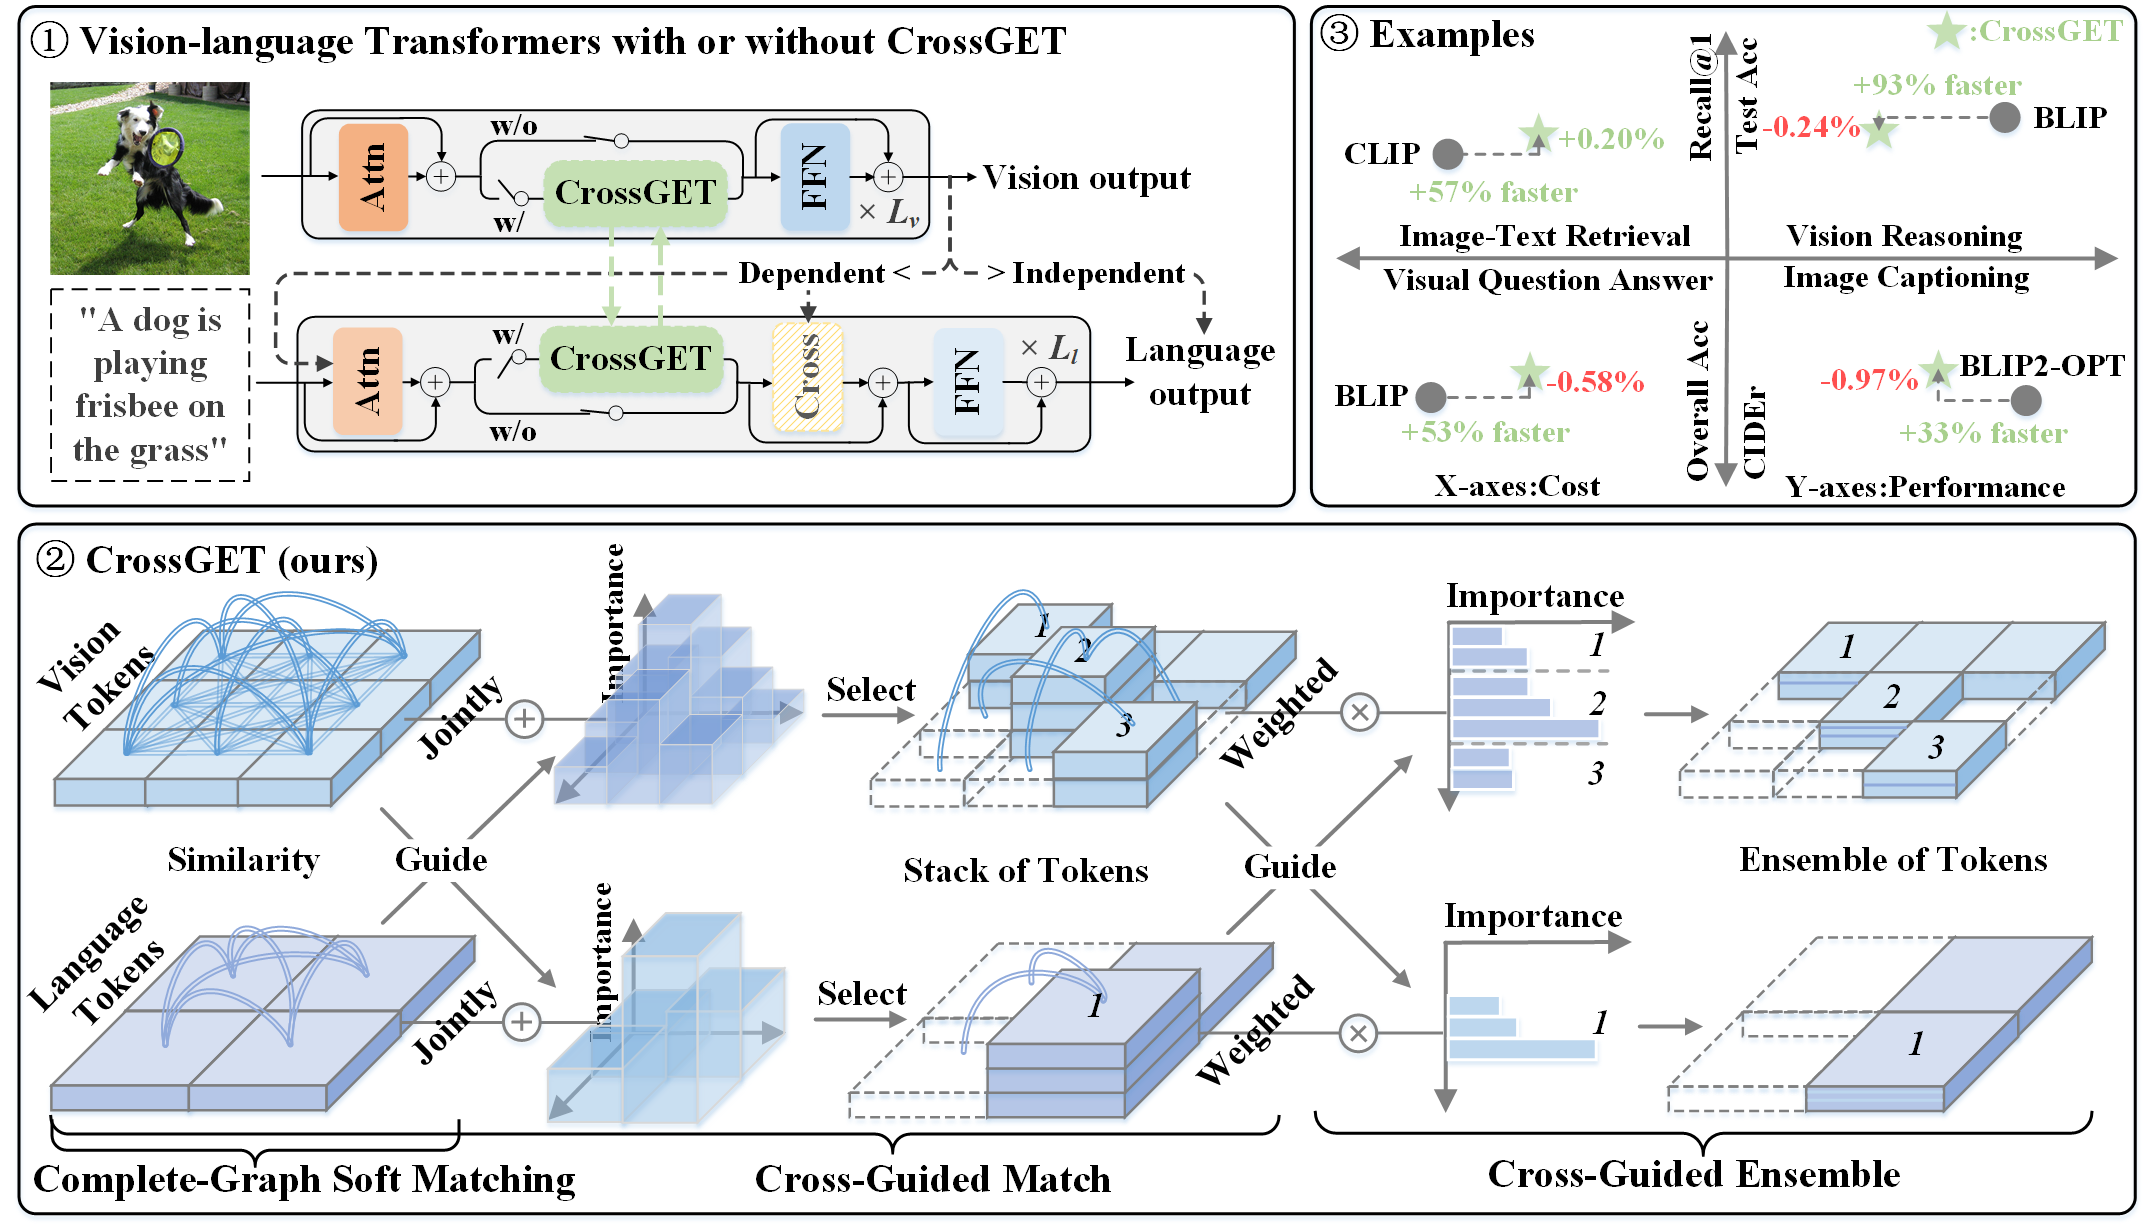 ① Vision-language Transformers with or without CrossGET
"A dog is
playing
frisbee on
the grass"
Attn
w/o
w/
CrossGET
FFN
× Lv
Vision output
Dependent <
> Independent
Attn
w/
CrossGET
w/o
Cross
FFN
× Ll
Language
output
③ Examples
:CrossGET
Recall@1
Test Acc
CLIP
+0.20%
+57% faster
+93% faster
-0.24%
BLIP
Image-Text Retrieval
Vision Reasoning
Visual Question Answer
Image Captioning
Overall Acc
CIDEr
BLIP
-0.58%
+53% faster
-0.97%
BLIP2-OPT
+33% faster
X-axes:Cost
Y-axes:Performance
② CrossGET (ours)
Vision
Tokens
Jointly
+
Importance
Select
1
2
3
Weighted
×
Importance
1
2
3
1
2
3
Similarity
Guide
Stack of Tokens
Guide
Ensemble of Tokens
Language
Tokens
Jointly
+
Importance
Select
1
Weighted
×
Importance
1
1
Complete-Graph Soft Matching
Cross-Guided Match
Cross-Guided Ensemble